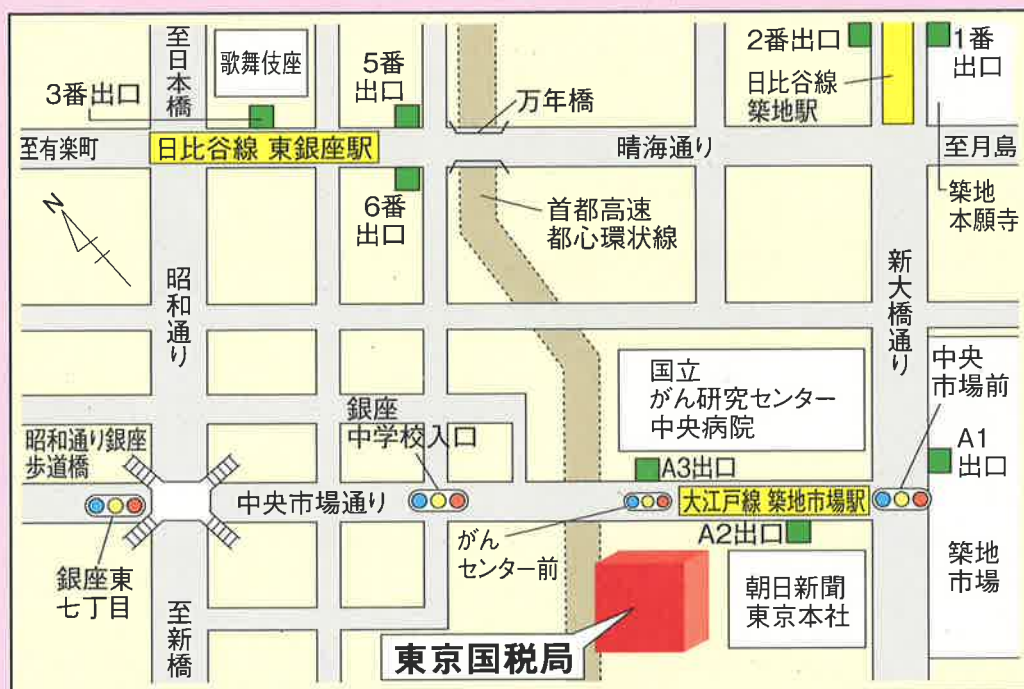 至日本橋
歌舞伎座
5番
出口
3番出口
2番出口
1番
出口
日比谷線
築地駅
万年橋
至有楽町
日比谷線 東銀座駅
晴海通り
至月島
築地
本願寺
N
6番
出口
首都高速
都心環状線
昭和通り
新大橋通り
国立
がん研究センター
中央病院
中央
市場前
銀座
中学校入口
昭和通り銀座
歩道橋
A3出口
A1
出口
中央市場通り
大江戸線 築地市場駅
がん
センター前
A2出口
銀座東
七丁目
至新橋
朝日新聞
東京本社
築地
市場
東京国税局